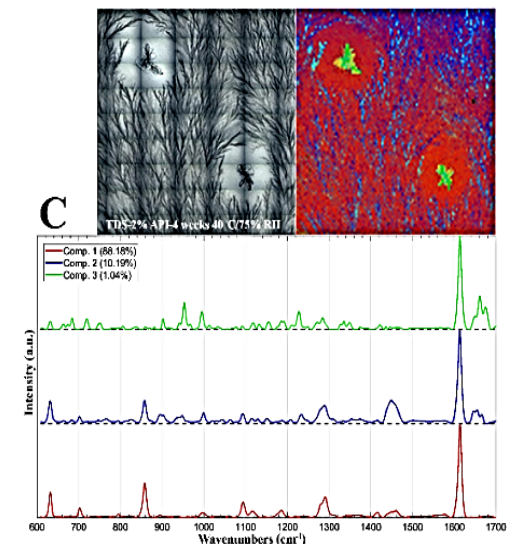 C
TDS-2% API-4 weeks 40 C/75% RH
Comp. 1 (88.18%)
Comp. 2 (10.19%)
Comp. 3 (1.04%)
Intensity (a.u.)
600 700 800 900 1000 1100 1200 1300 1400 1500 1600 1700
Wavenumbers (cm⁻¹)